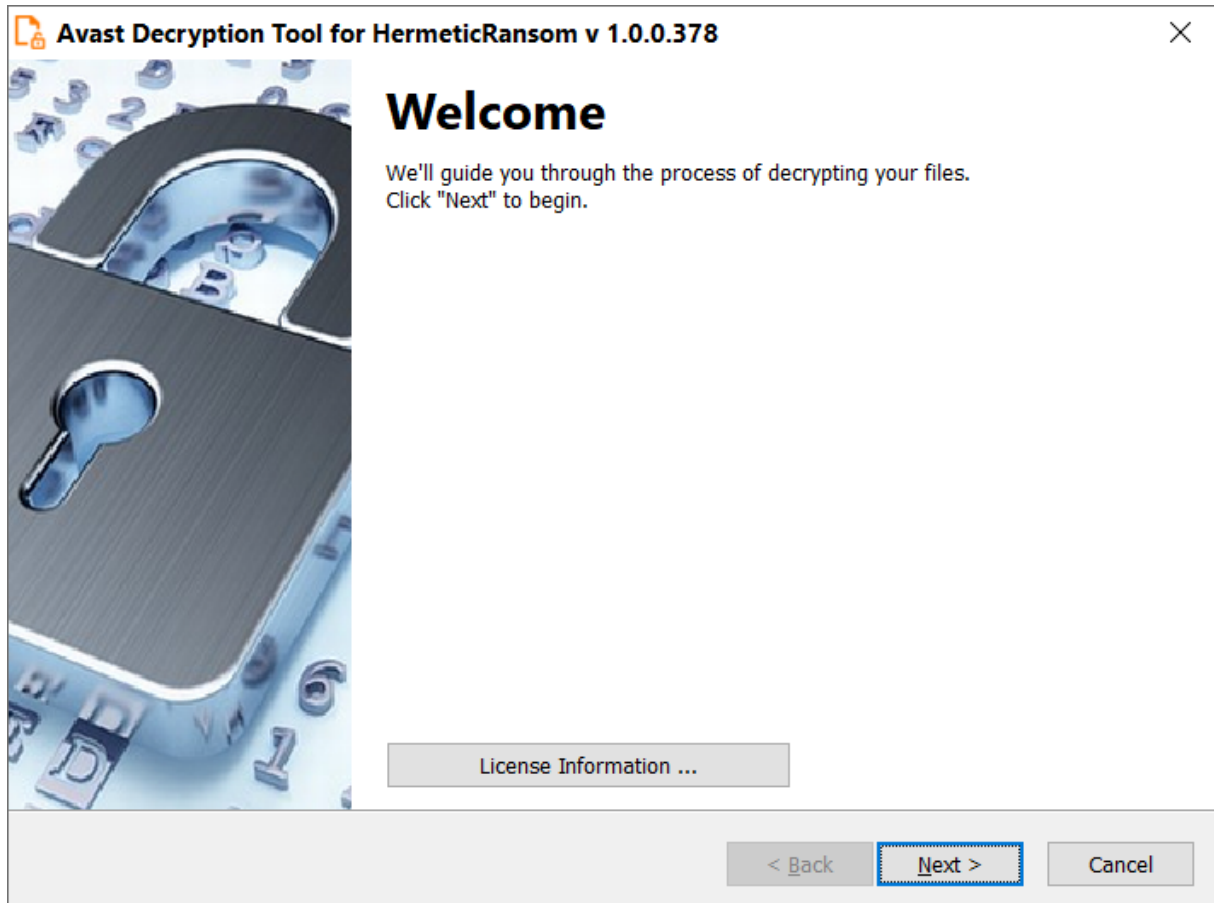 Avast Decryption Tool for HermeticRansom v 1.0.0.378
Welcome
We'll guide you through the process of decrypting your files.
Click "Next" to begin.
License Information ...
< Back
Next >
Cancel